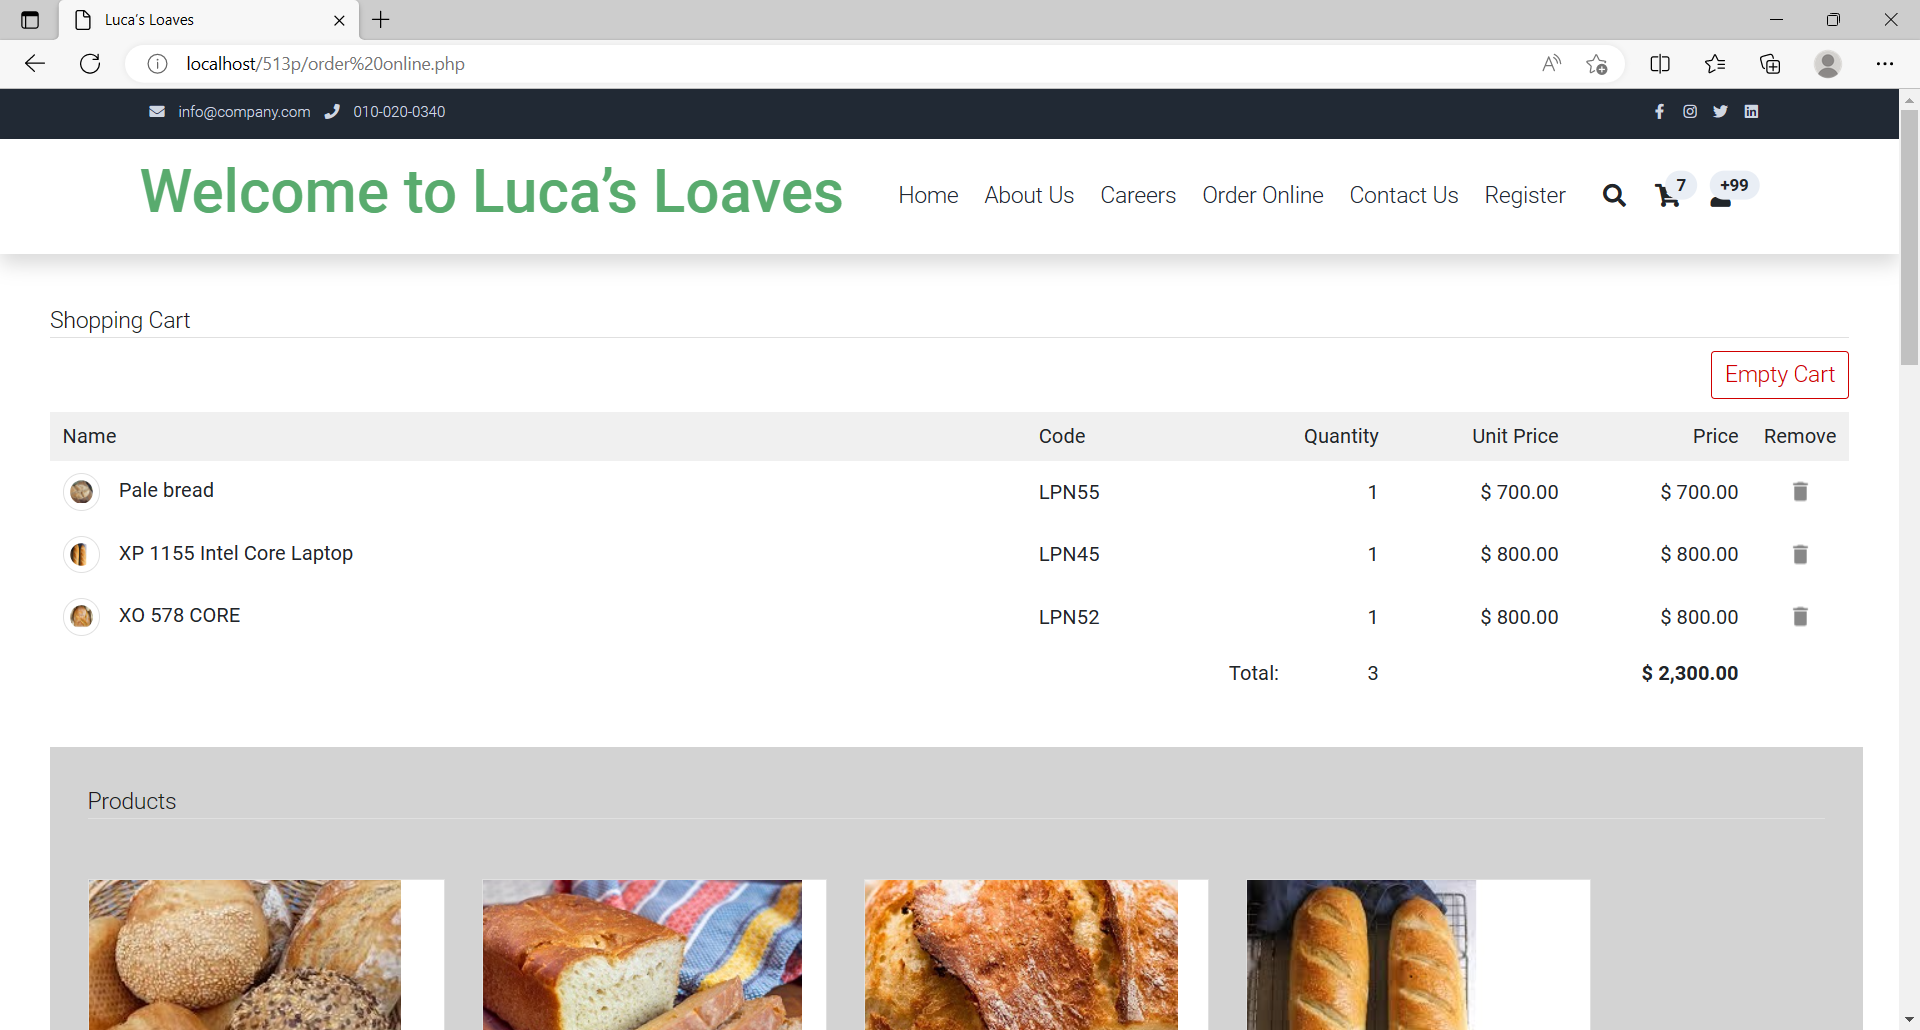 Luca's Loaves
localhost/513p/order%20online.php
info@company.com 010-020-0340
Welcome to Luca’s Loaves
Home About Us Careers Order Online Contact Us Register 7 +99
Shopping Cart
Empty Cart
Name Code Quantity Unit Price Price Remove
Pale bread LPN55 1 $ 700.00 $ 700.00
XP 1155 Intel Core Laptop LPN45 1 $ 800.00 $ 800.00
XO 578 CORE LPN52 1 $ 800.00 $ 800.00
Total: 3 $ 2,300.00
Products